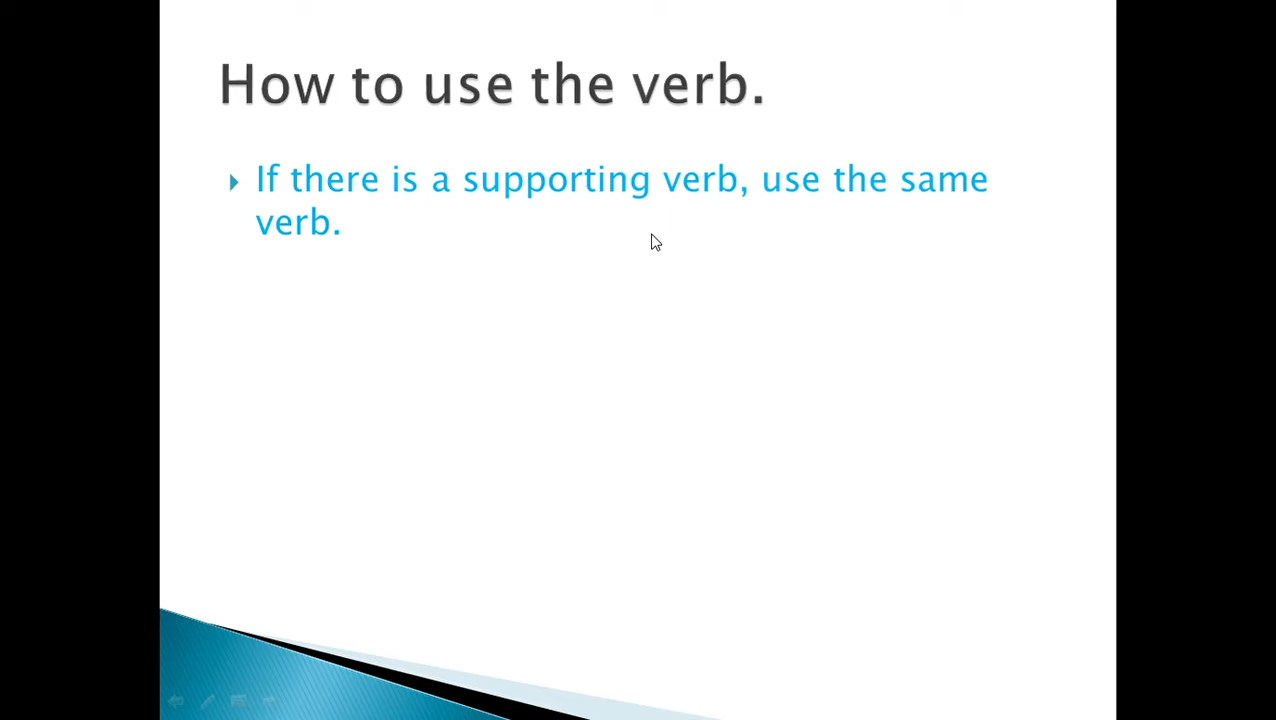 How to use the verb.
If there is a supporting verb, use the same
verb.